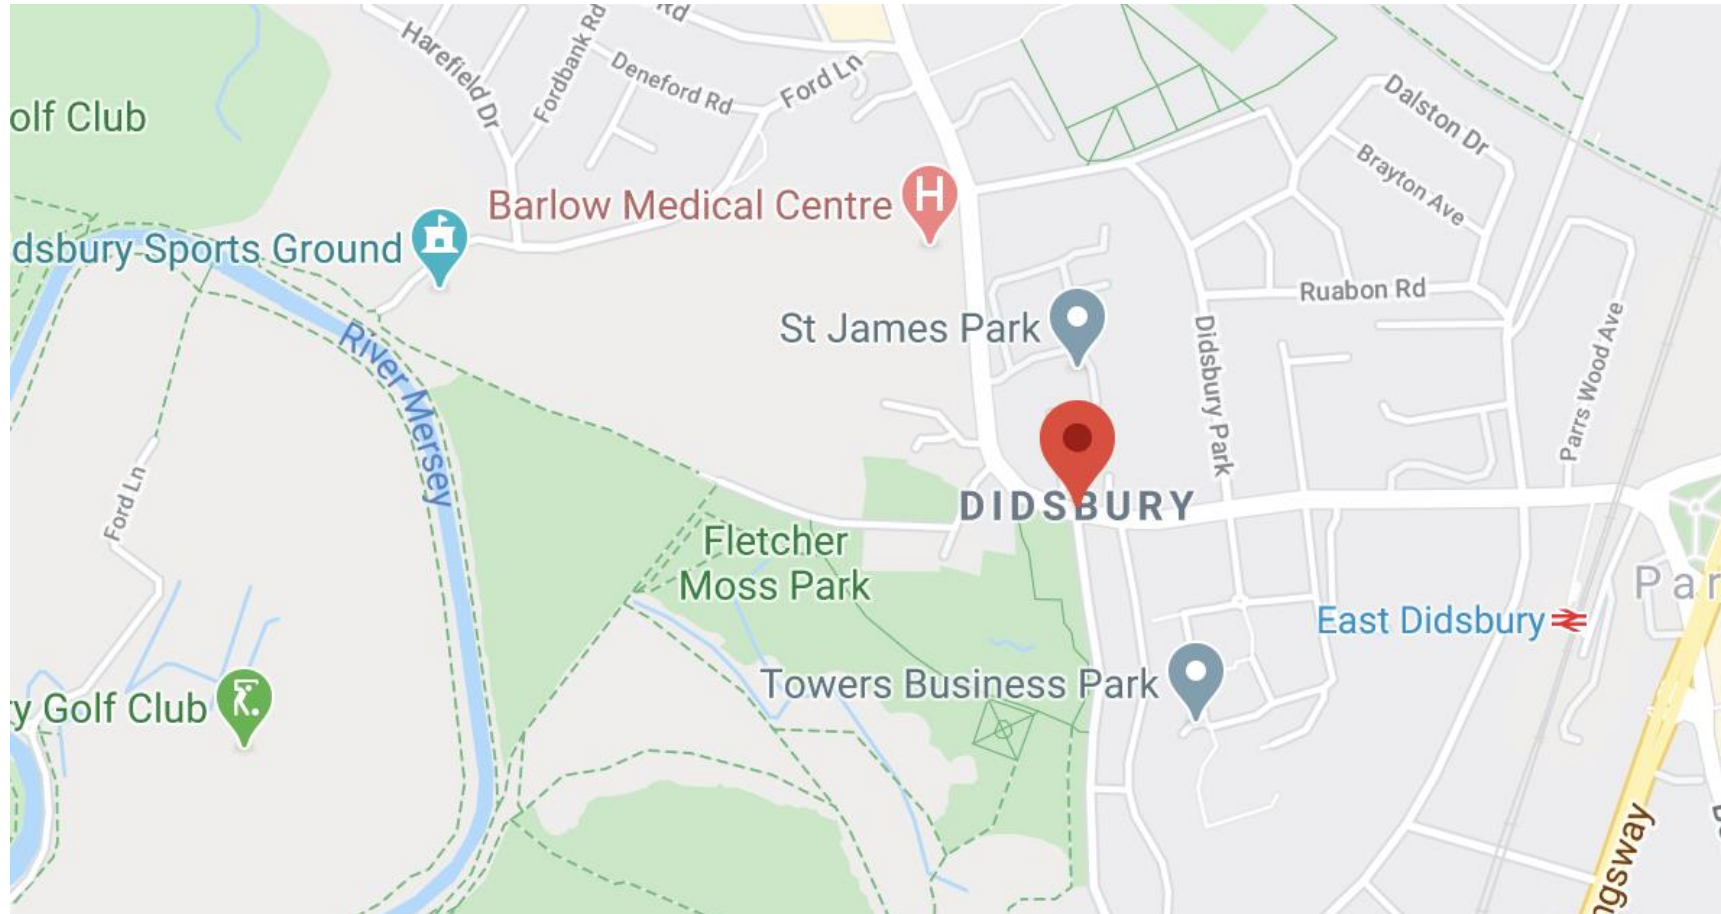 Rd
Harefield Dr
Fordbank Rd
Deneford Rd
Ford Ln
olf Club
Dalston Dr
Brayton Ave
Barlow Medical Centre
H
dsbury Sports Ground
Ruabon Rd
St James Park
Didsbury Park
Parrs Wood Ave
River Mersey
Ford Ln
DIDSBURY
Fletcher
Moss Park
Par
East Didsbury
Towers Business Park
y Golf Club
ngsway